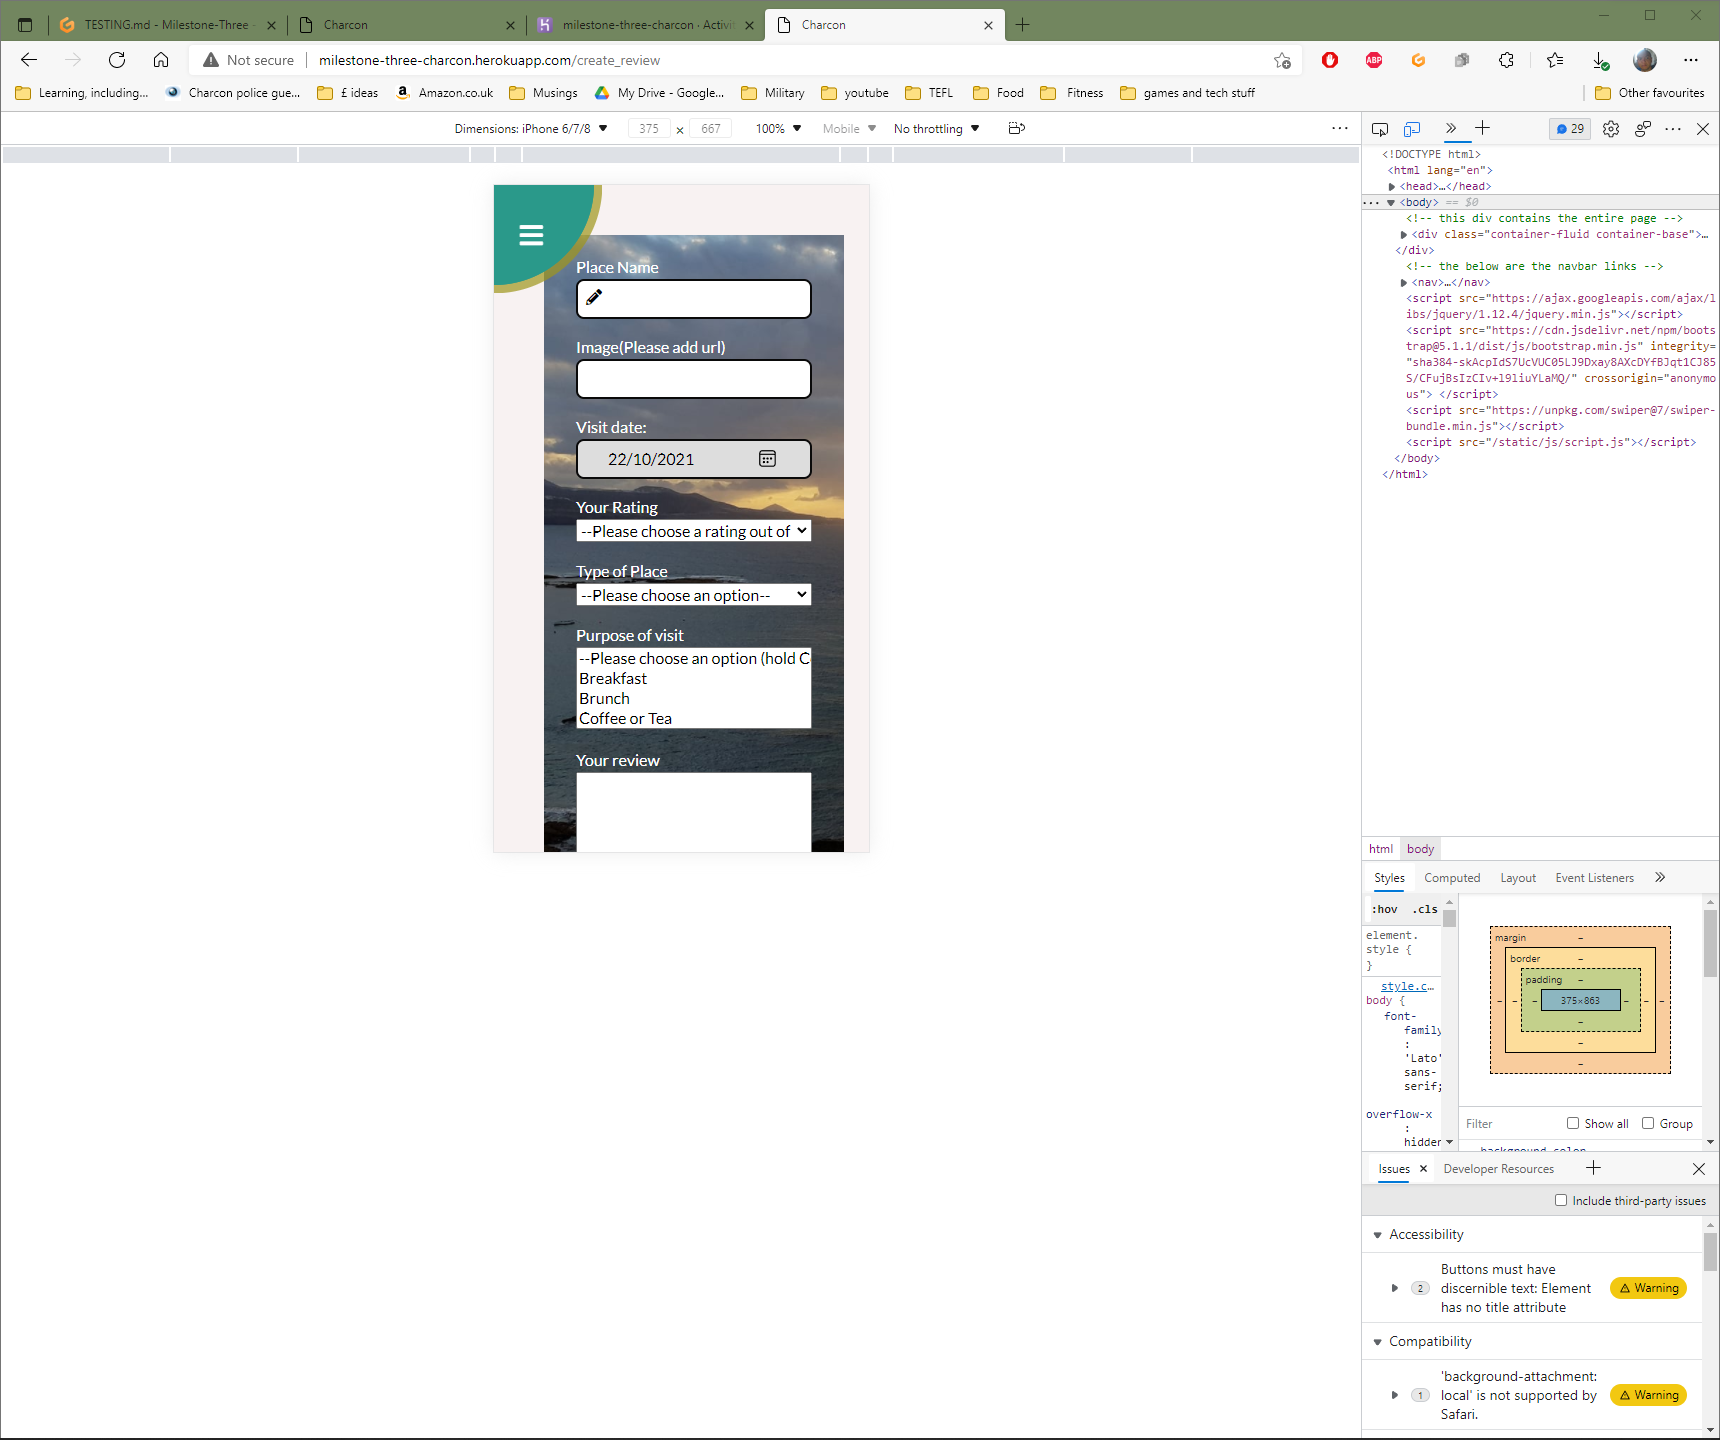 TESTING.md - Milestone-Three -
Charcon
milestone-three-charcon · Activit
Charcon
Not secure
milestone-three-charcon.herokuapp.com/create_review
ABP
Learning, including...
Charcon police gue...
£ ideas
Amazon.co.uk
Musings
My Drive - Google...
Military
youtube
TEFL
Food
Fitness
games and tech stuff
Other favourites
Dimensions: iPhone 6/7/8 375 × 667 100% Mobile No throttling
29
Place Name
Image(Please add url)
Visit date:
22/10/2021
Your Rating
--Please choose a rating out of
Type of Place
--Please choose an option--
Purpose of visit
--Please choose an option (hold C
Breakfast
Brunch
Coffee or Tea
Your review
<!DOCTYPE html>
<html lang="en">
<head>…</head>
<body> == $0
<!-- this div contains the entire page -->
<div class="container-fluid container-base">…
</div>
<!-- the below are the navbar links -->
<nav>…</nav>
<script src="https://ajax.googleapis.com/ajax/l
ibs/jquery/1.12.4/jquery.min.js"></script>
<script src="https://cdn.jsdelivr.net/npm/boots
trap@5.1.1/dist/js/bootstrap.min.js" integrity=
"sha384-skAcpIdS7UcVUC05LJ9Dxay8AXcDYfBJqt1CJ85
S/CFujBsIzCIv+l9liuYLaMQ/" crossorigin="anonymo
us"> </script>
<script src="https://unpkg.com/swiper@7/swiper-
bundle.min.js"></script>
<script src="/static/js/script.js"></script>
</body>
</html>
html body
Styles Computed Layout Event Listeners
:hov .cls
element.
style {
}
style.c…
body {
font-
family
:
'Lato'
sans-
serif;
overflow-x
:
hidden
margin –
border –
padding –
375×863
Filter Show all Group
background-color
Issues Developer Resources
Include third-party issues
Accessibility
2
Buttons must have
discernible text: Element
has no title attribute
Warning
Compatibility
1
'background-attachment:
local' is not supported by
Safari.
Warning